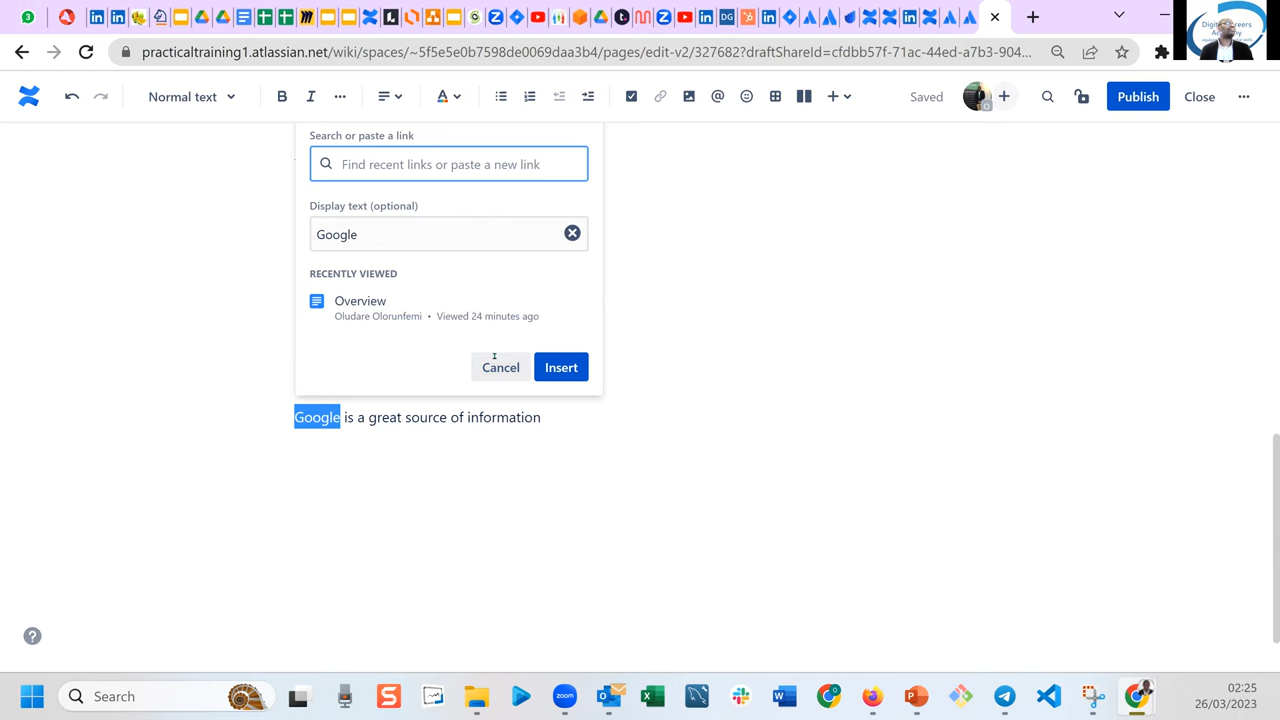 practicaltraining1.atlassian.net/wiki/spaces/~5f5e5e0b7598de0069daa3b4/pages/edit-v2/327682?draftShareId=cfdbb57f-71ac-44ed-a7b3-904...
Normal text
Saved
Publish
Close
Search or paste a link
Find recent links or paste a new link
Display text (optional)
Google
RECENTLY VIEWED
Overview
Oludare Olorunfemi • Viewed 24 minutes ago
Cancel
Insert
Google is a great source of information
Search
zoom
02:25
26/03/2023